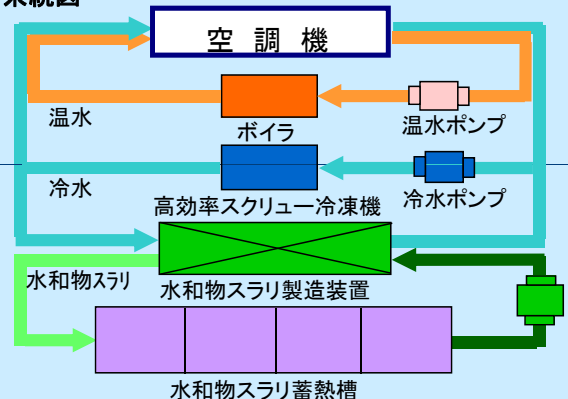 系統図
空調機
温水
ボイラ
温水ポンプ
冷水
高効率スクリュー冷凍機
冷水ポンプ
水和物スラリ
水和物スラリ製造装置
水和物スラリ蓄熱槽